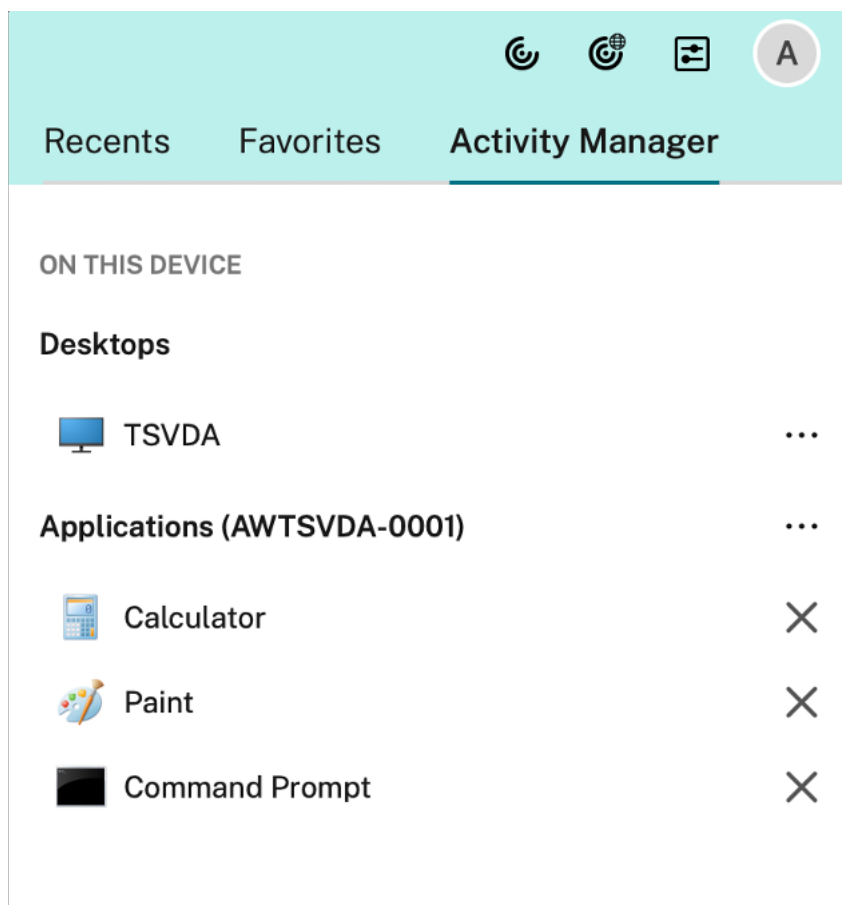 A
Recents Favorites Activity Manager
ON THIS DEVICE
Desktops
TSVDA ...
Applications (AWTSVDA-0001) ...
Calculator
Paint
Command Prompt